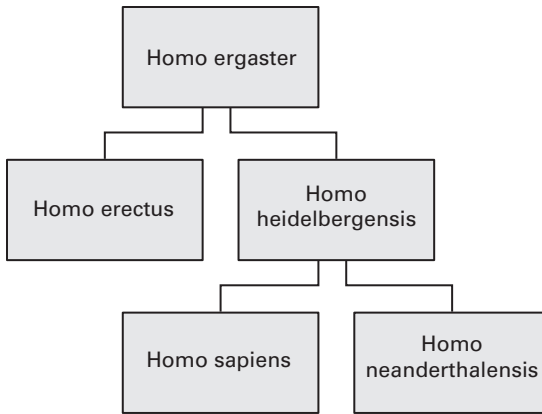 Homo ergaster
Homo erectus
Homo
heidelbergensis
Homo sapiens
Homo
neanderthalensis